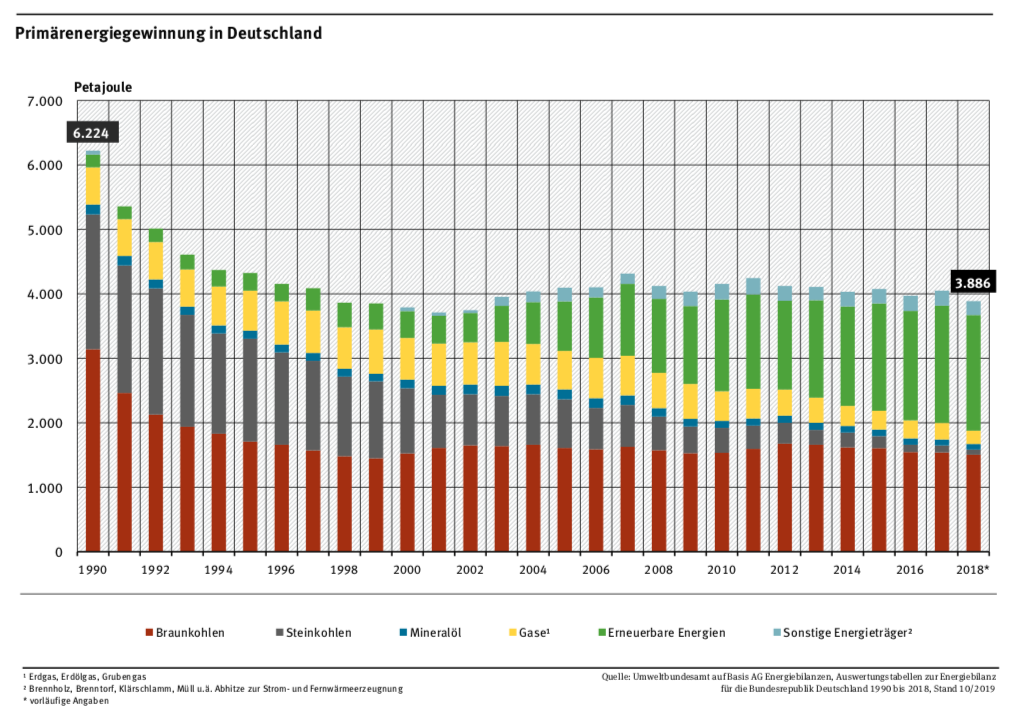 Primärenergiegewinnung in Deutschland
Petajoule
7.000
6.224
6.000
5.000
4.000
3.886
3.000
2.000
1.000
0
1990 1992 1994 1996 1998 2000 2002 2004 2006 2008 2010 2012 2014 2016 2018*
Braunkohlen Steinkohlen Mineralöl Gase¹ Erneuerbare Energien Sonstige Energieträger²
¹ Erdgas, Erdölgas, Grubengas
² Brennholz, Brenntorf, Klärschlamm, Müll u.ä. Abhitze zur Strom- und Fernwärmeerzeugnung
* vorläufige Angaben
Quelle: Umweltbundesamt auf Basis AG Energiebilanzen, Auswertungstabellen zur Energiebilanz
für die Bundesrepublik Deutschland 1990 bis 2018, Stand 10/2019